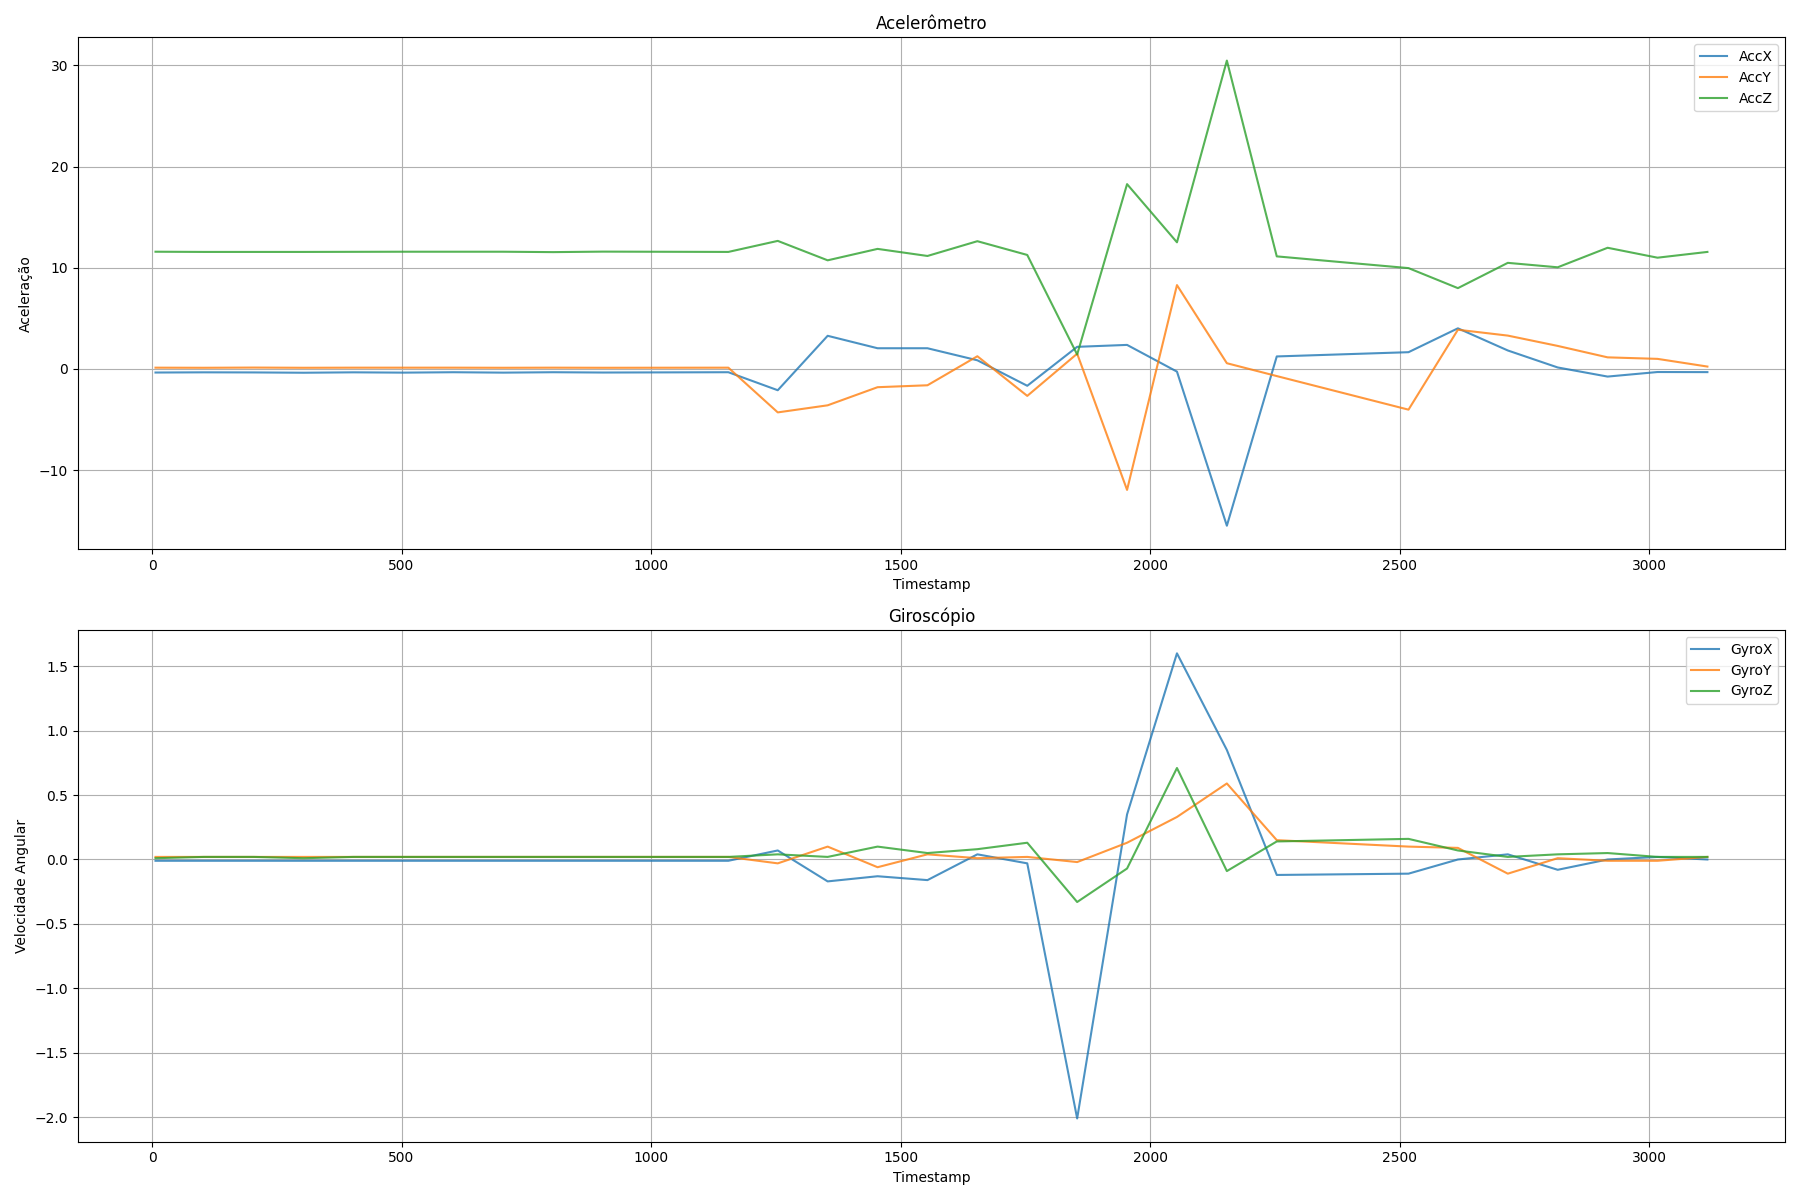 Acelerômetro
30
20
10
0
−10
Aceleração
AccX
AccY
AccZ
0 500 1000 1500 2000 2500 3000
Timestamp
Giroscópio
1.5
1.0
0.5
0.0
−0.5
−1.0
−1.5
−2.0
Velocidade Angular
GyroX
GyroY
GyroZ
0 500 1000 1500 2000 2500 3000
Timestamp